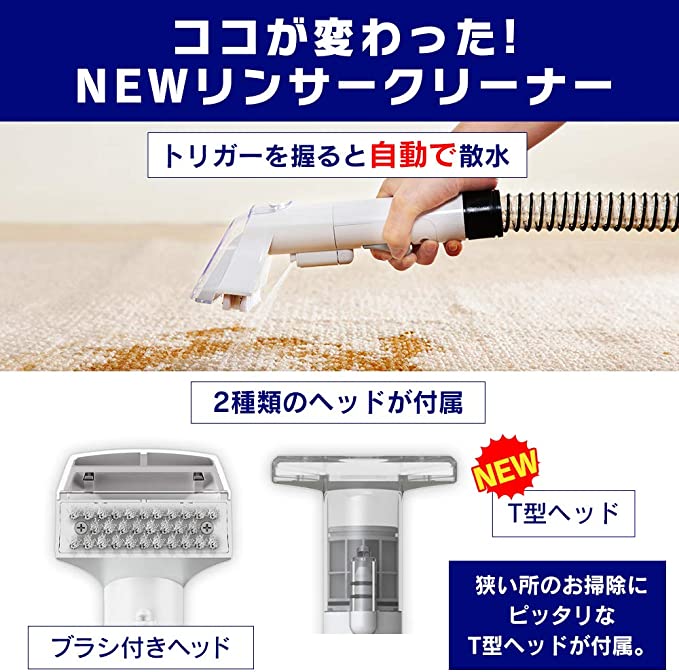 ココが変わった!
NEWリンサークリーナー
トリガーを握ると自動で散水
2種類のヘッドが付属
NEW
T型ヘッド
ブラシ付きヘッド
狭い所のお掃除に
ピッタリな
T型ヘッドが付属。